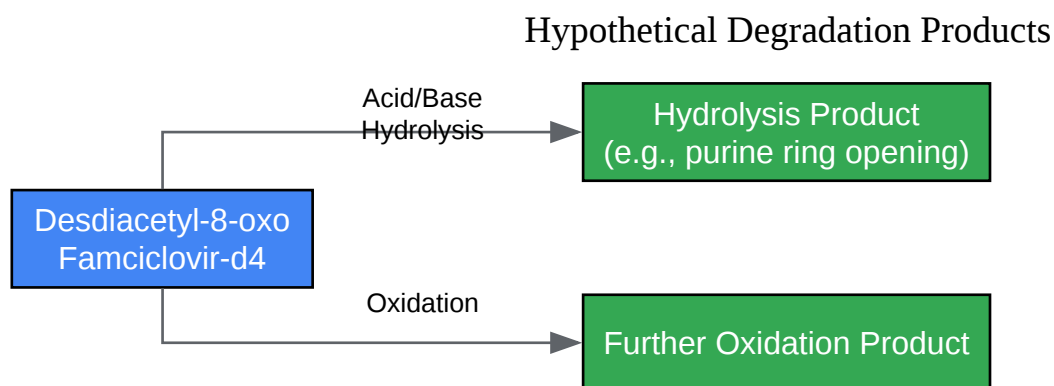 Hypothetical Degradation Products
Acid/Base
Hydrolysis
Hydrolysis Product
(e.g., purine ring opening)
Desdiacetyl-8-oxo
Famciclovir-d4
Oxidation
Further Oxidation Product